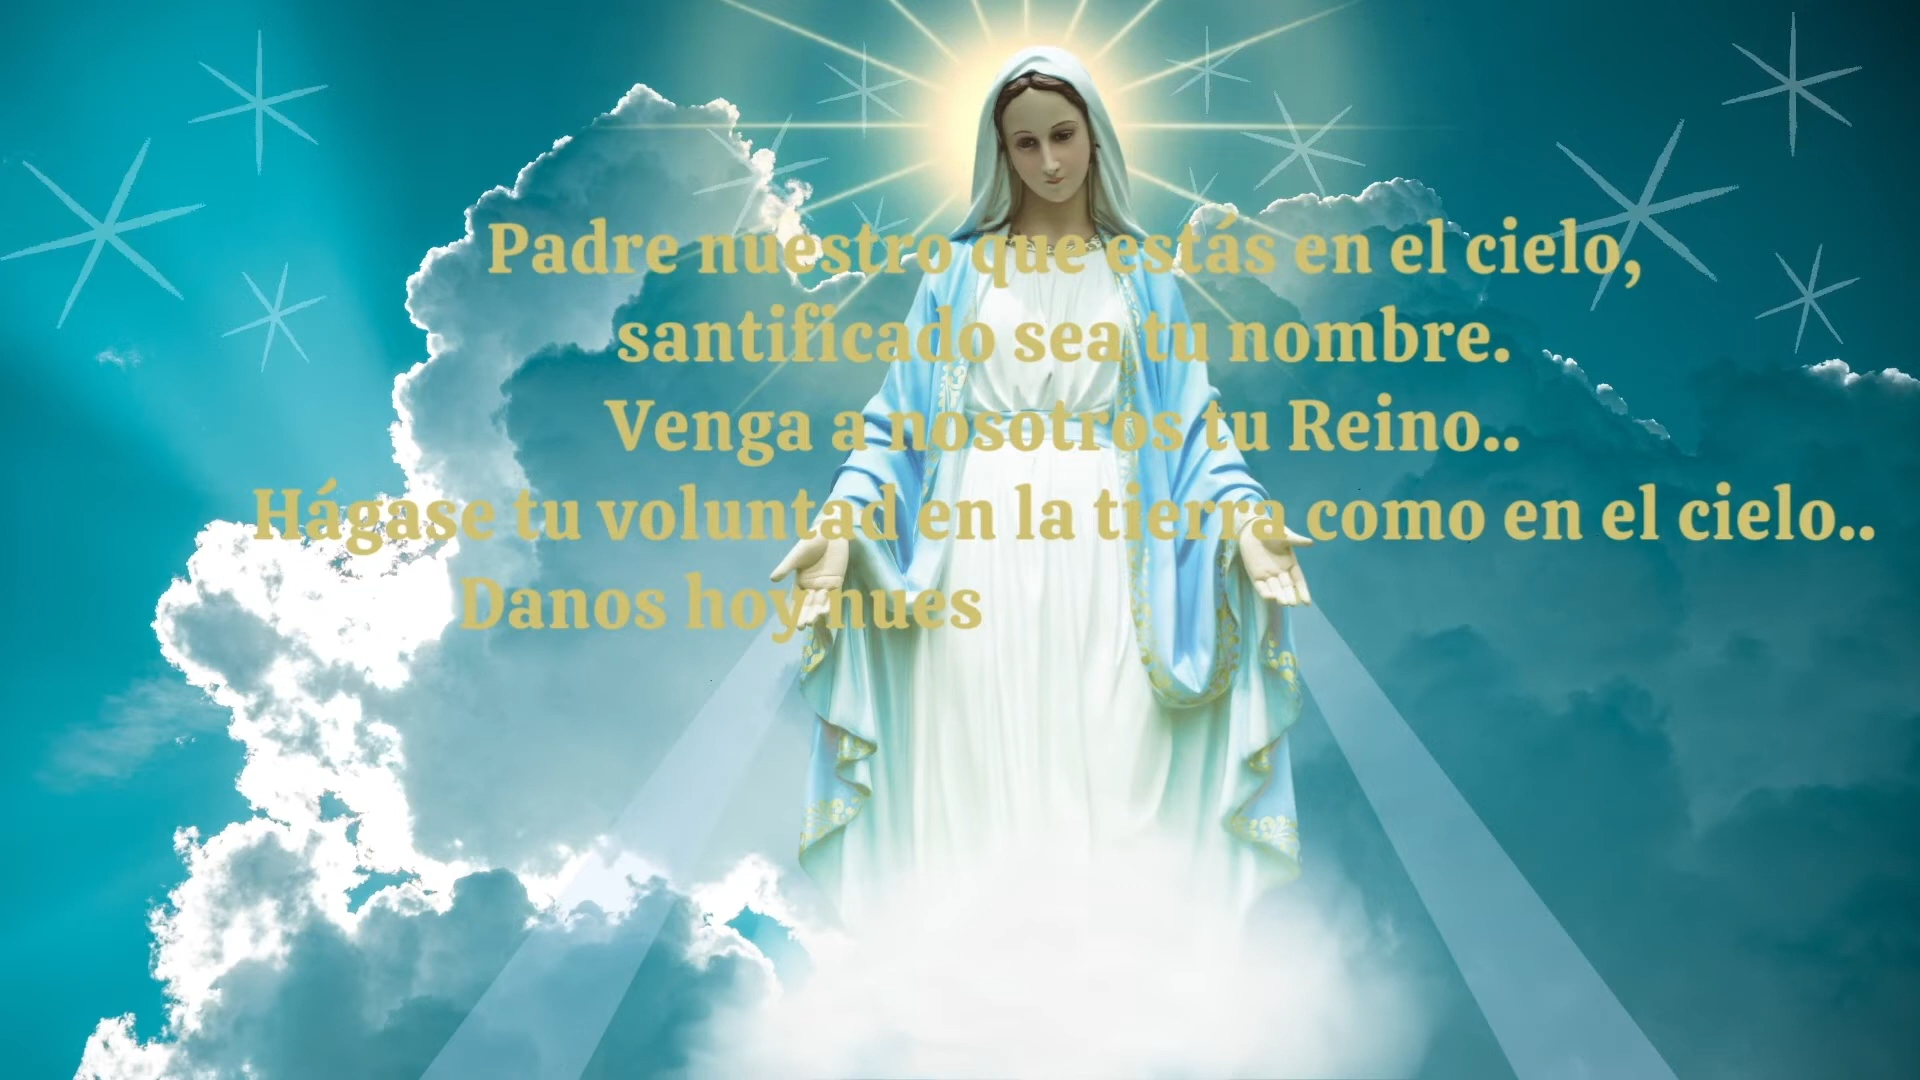 Padre nuestro que estás en el cielo,
santificado sea tu nombre.
Venga a nosotros tu Reino..
Hágase tu voluntad en la tierra como en el cielo..
Danos hoy nues